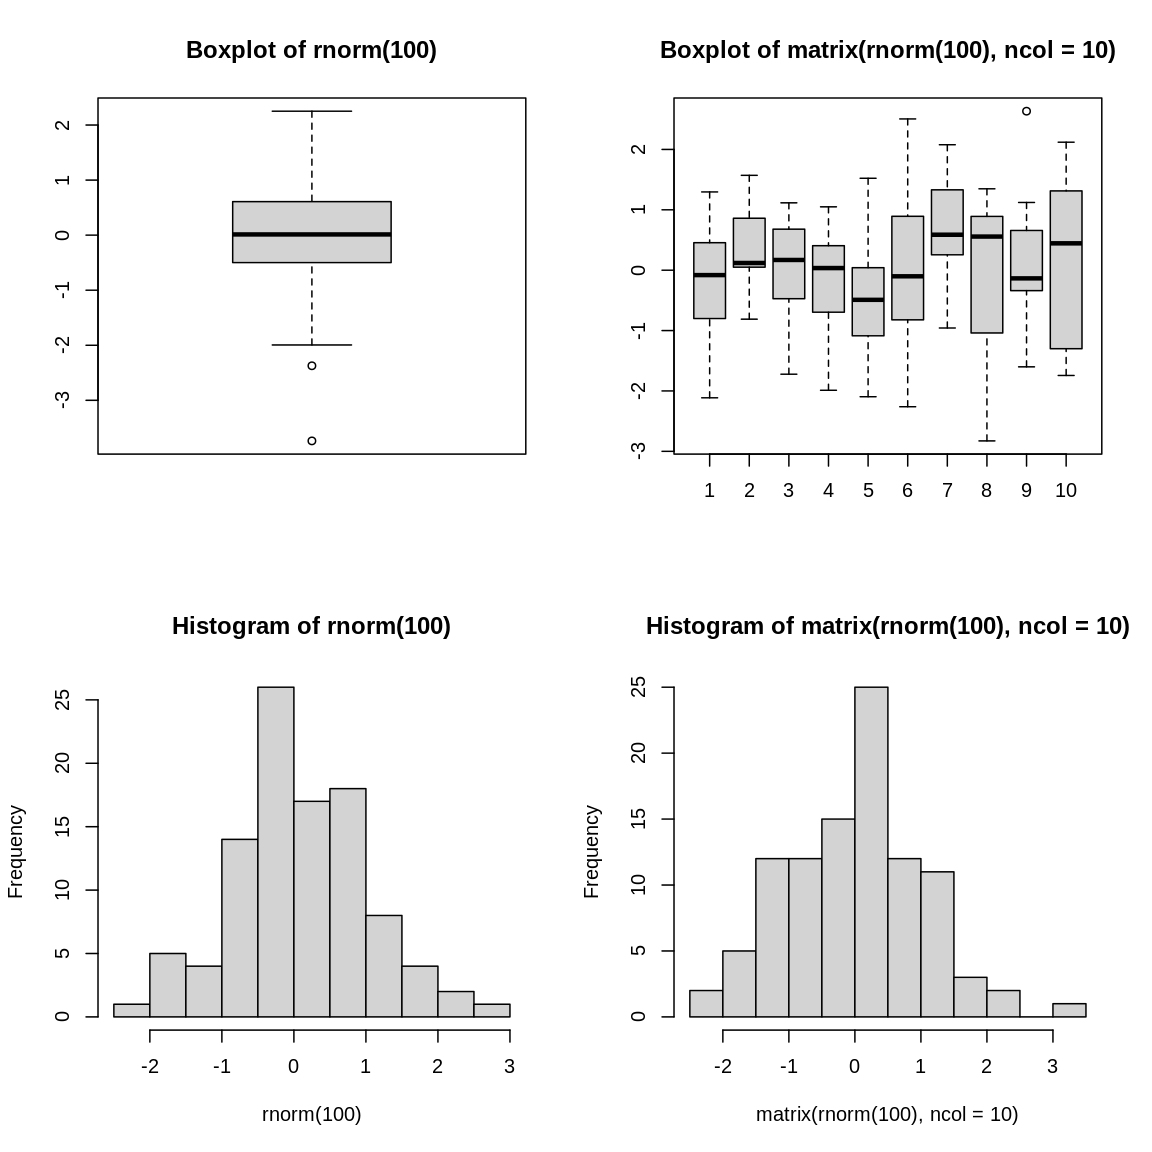 Boxplot of rnorm(100)
2
1
0
-1
-2
-3
Boxplot of matrix(rnorm(100), ncol = 10)
2
1
0
-1
-2
-3
1 2 3 4 5 6 7 8 9 10
Histogram of rnorm(100)
Frequency
25
20
15
10
5
0
-2 -1 0 1 2 3
rnorm(100)
Histogram of matrix(rnorm(100), ncol = 10)
Frequency
25
20
15
10
5
0
-2 -1 0 1 2 3
matrix(rnorm(100), ncol = 10)